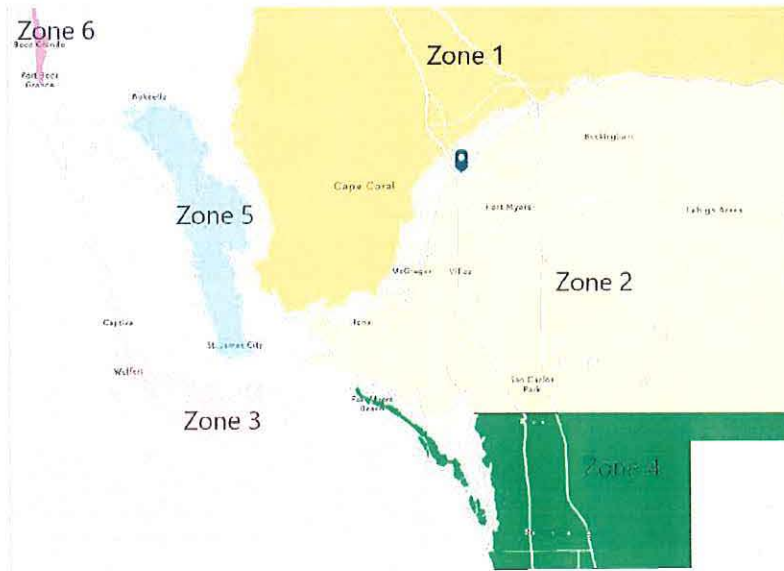 Zone 6
Boca Grande
Port Boca
Grande
Zone 1
Bokeelia
Buckingham
Cape Coral
Zone 5
Fort Myers
Lehigh Acres
McGregor
Villas
Zone 2
Captiva
Iona
St. James City
Wulfert
San Carlos
Park
Fort Myers
Beach
Zone 3
Zone 4